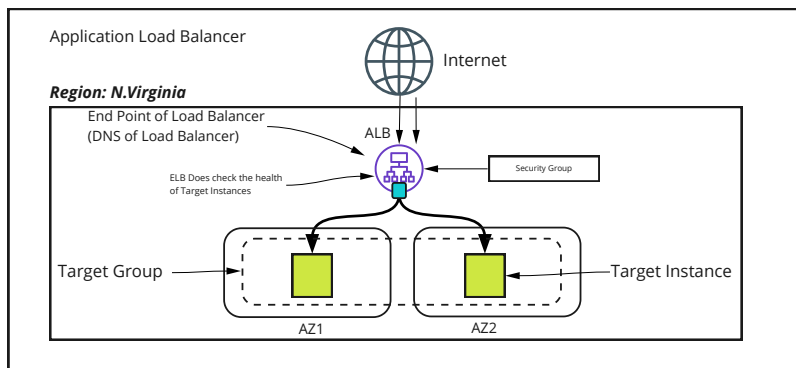 Application Load Balancer
Internet
Region: N.Virginia
End Point of Load Balancer
(DNS of Load Balancer)
ALB
ELB Does check the health
of Target Instances
Security Group
Target Group
Target Instance
AZ1
AZ2